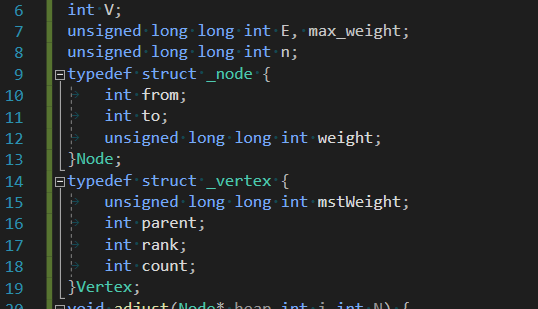 6 int V;
7 unsigned long long int E, max_weight;
8 unsigned long long int n;
9 typedef struct _node {
10 int from;
11 int to;
12 unsigned long long int weight;
13 }Node;
14 typedef struct _vertex {
15 unsigned long long int mstWeight;
16 int parent;
17 int rank;
18 int count;
19 }Vertex;
20 void adjust(Node* heap,int i,int N) {